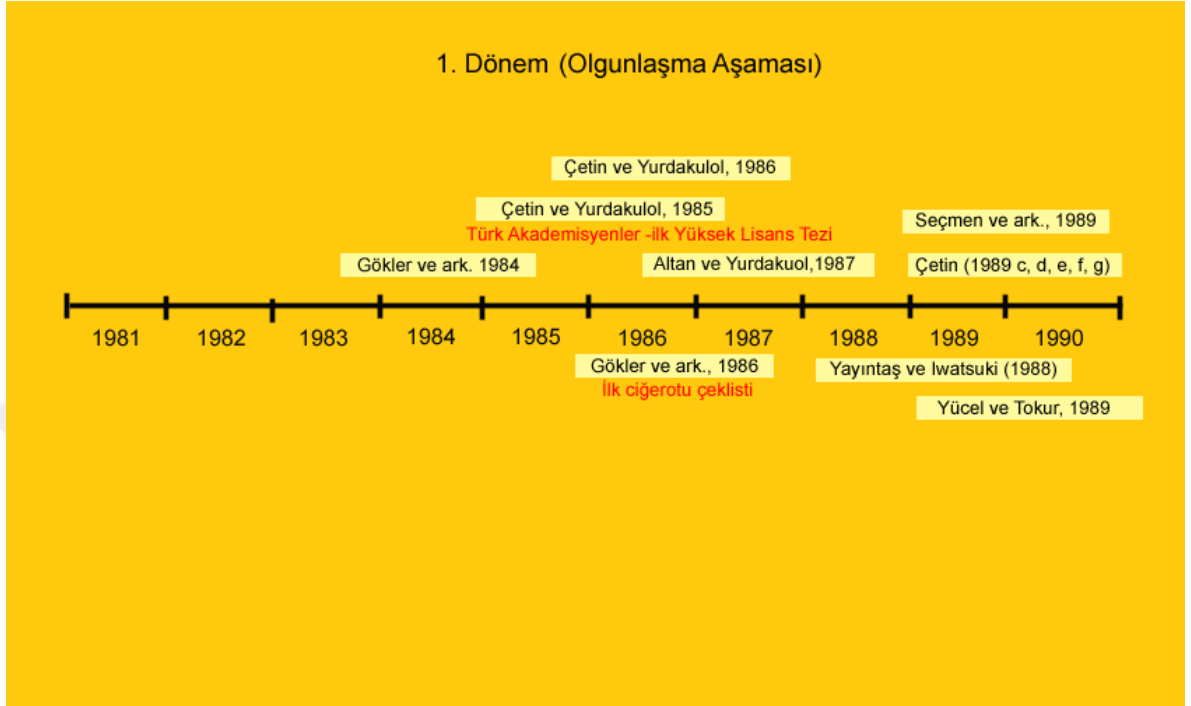 1. Dönem (Olgunlaşma Aşaması)
Çetin ve Yurdakulol, 1986
Çetin ve Yurdakulol, 1985
Türk Akademisyenler -ilk Yüksek Lisans Tezi
Seçmen ve ark., 1989
Gökler ve ark. 1984
Altan ve Yurdakuol,1987
Çetin (1989 c, d, e, f, g)
1981 1982 1983 1984 1985 1986 1987 1988 1989 1990
Gökler ve ark., 1986
İlk ciğerotu çeklisti
Yayıntaş ve Iwatsuki (1988)
Yücel ve Tokur, 1989